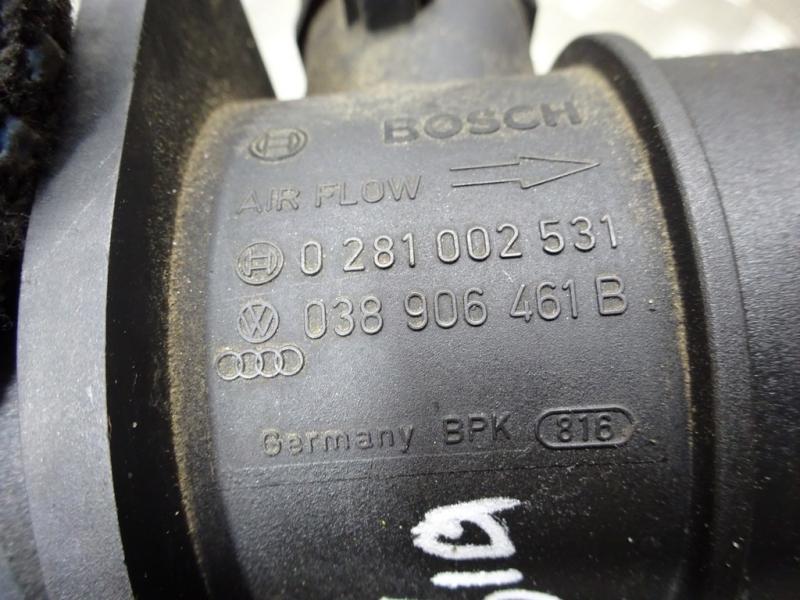 BOSCH
AIR FLOW
0 281 002 531
038 906 461 B
Germany BPK 816